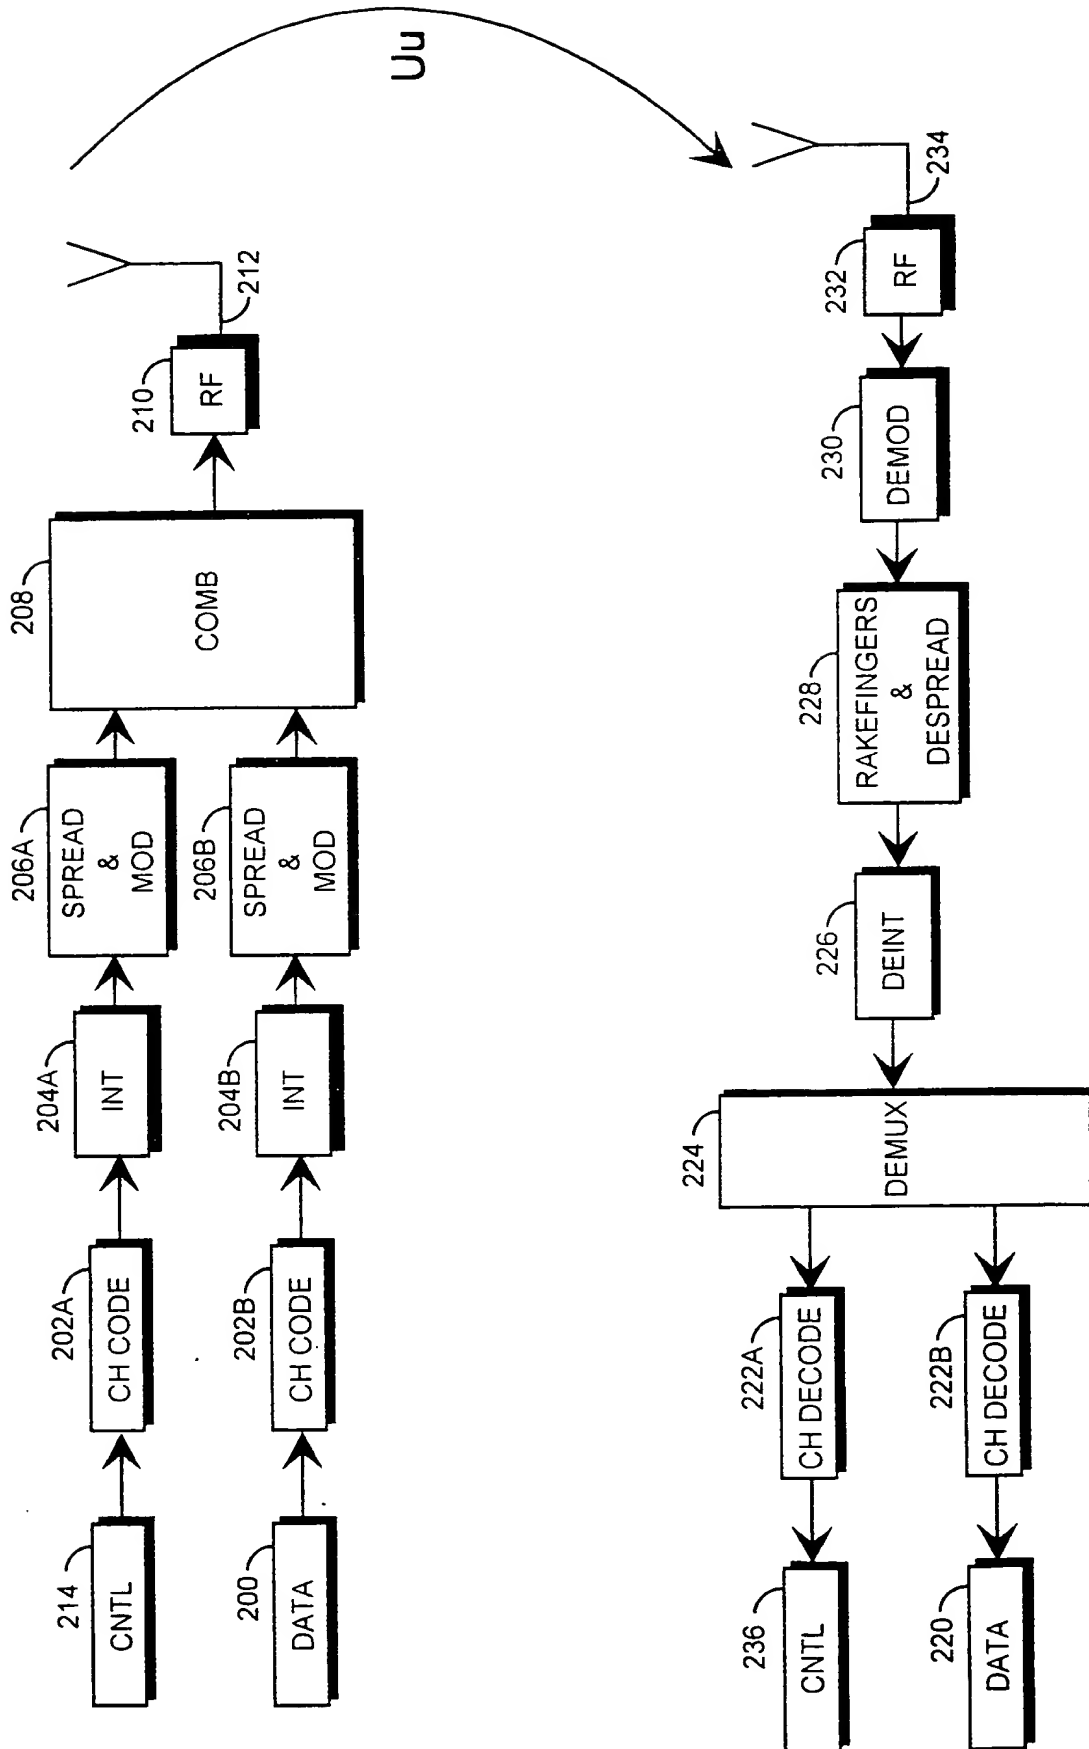 214
CNTL
202A
CH CODE
204A
INT
206A
SPREAD
&
MOD
208
COMB
210
RF
212
200
DATA
202B
CH CODE
204B
INT
206B
SPREAD
&
MOD
Uu
236
CNTL
222A
CH DECODE
224
DEMUX
226
DEINT
228
RAKEFINGERS
&
DESPREAD
230
DEMOD
232
RF
234
220
DATA
222B
CH DECODE